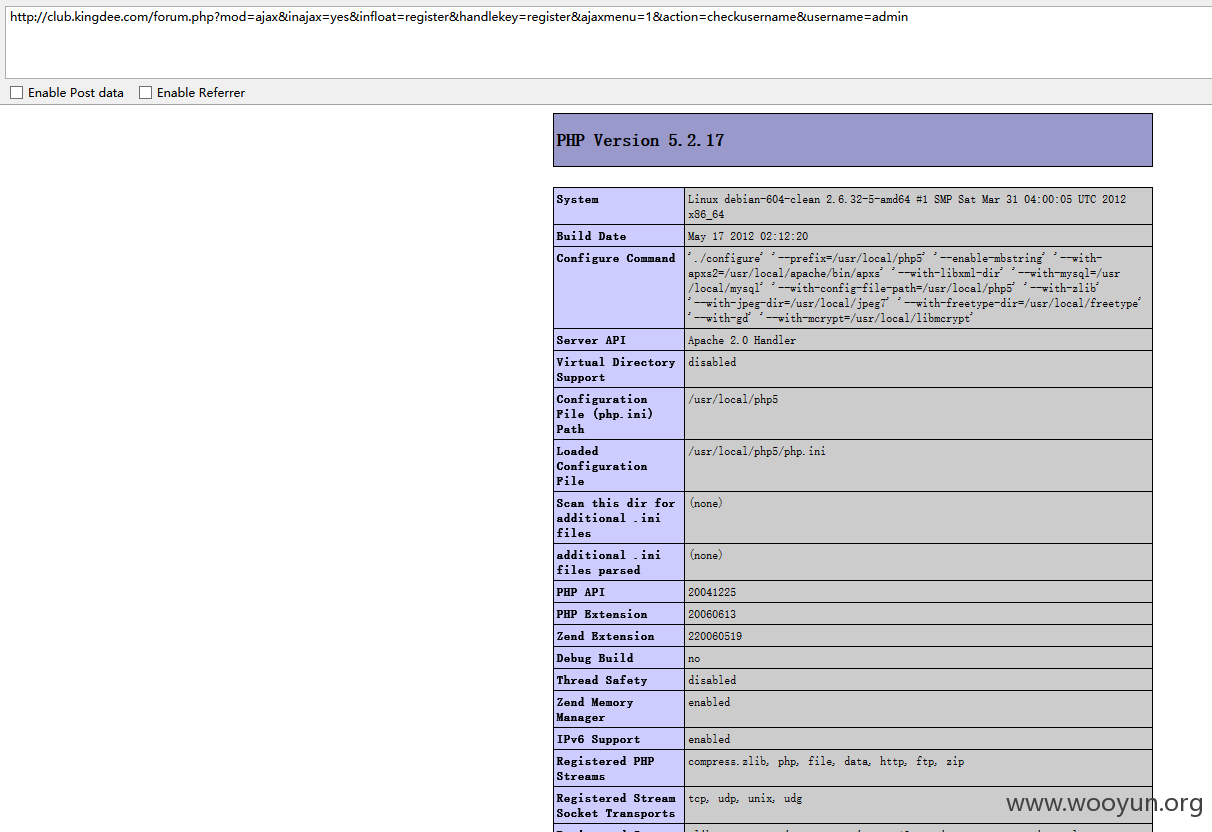 http://club.kingdee.com/forum.php?mod=ajax&inajax=yes&infloat=register&handlekey=register&ajaxmenu=1&action=checkusername&username=admin
Enable Post data Enable Referrer
PHP Version 5.2.17
System
Linux debian-604-clean 2.6.32-5-amd64 #1 SMP Sat Mar 31 04:00:05 UTC 2012
x86_64
Build Date
May 17 2012 02:12:20
Configure Command
'./configure' '--prefix=/usr/local/php5' '--enable-mbstring' '--with-
apxs2=/usr/local/apache/bin/apxs' '--with-libxml-dir' '--with-mysql=/usr
/local/mysql' '--with-config-file-path=/usr/local/php5' '--with-zlib'
'--with-jpeg-dir=/usr/local/jpeg7' '--with-freetype-dir=/usr/local/freetype'
'--with-gd' '--with-mcrypt=/usr/local/libmcrypt'
Server API
Apache 2.0 Handler
Virtual Directory
Support
disabled
Configuration
File (php.ini)
Path
/usr/local/php5
Loaded
Configuration
File
/usr/local/php5/php.ini
Scan this dir for
additional .ini
files
(none)
additional .ini
files parsed
(none)
PHP API
20041225
PHP Extension
20060613
Zend Extension
220060519
Debug Build
no
Thread Safety
disabled
Zend Memory
Manager
enabled
IPv6 Support
enabled
Registered PHP
Streams
compress.zlib, php, file, data, http, ftp, zip
Registered Stream
Socket Transports
tcp, udp, unix, udg
www.wooyun.org